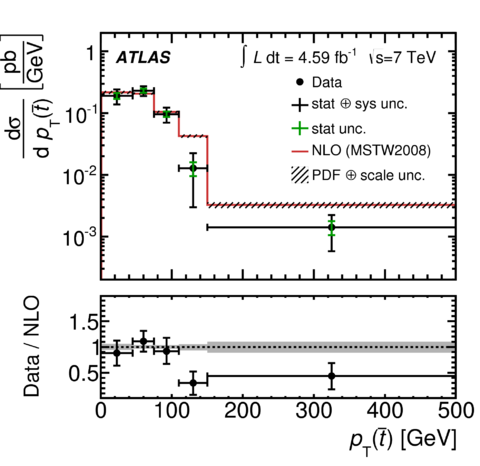 dσ / d p_T(t̄) [pb / GeV]
ATLAS
∫ L dt = 4.59 fb⁻¹ √s=7 TeV
Data
stat ⊕ sys unc.
stat unc.
NLO (MSTW2008)
PDF ⊕ scale unc.
1
10⁻¹
10⁻²
10⁻³
Data / NLO
1.5
1
0.5
0 100 200 300 400 500
p_T(t̄) [GeV]